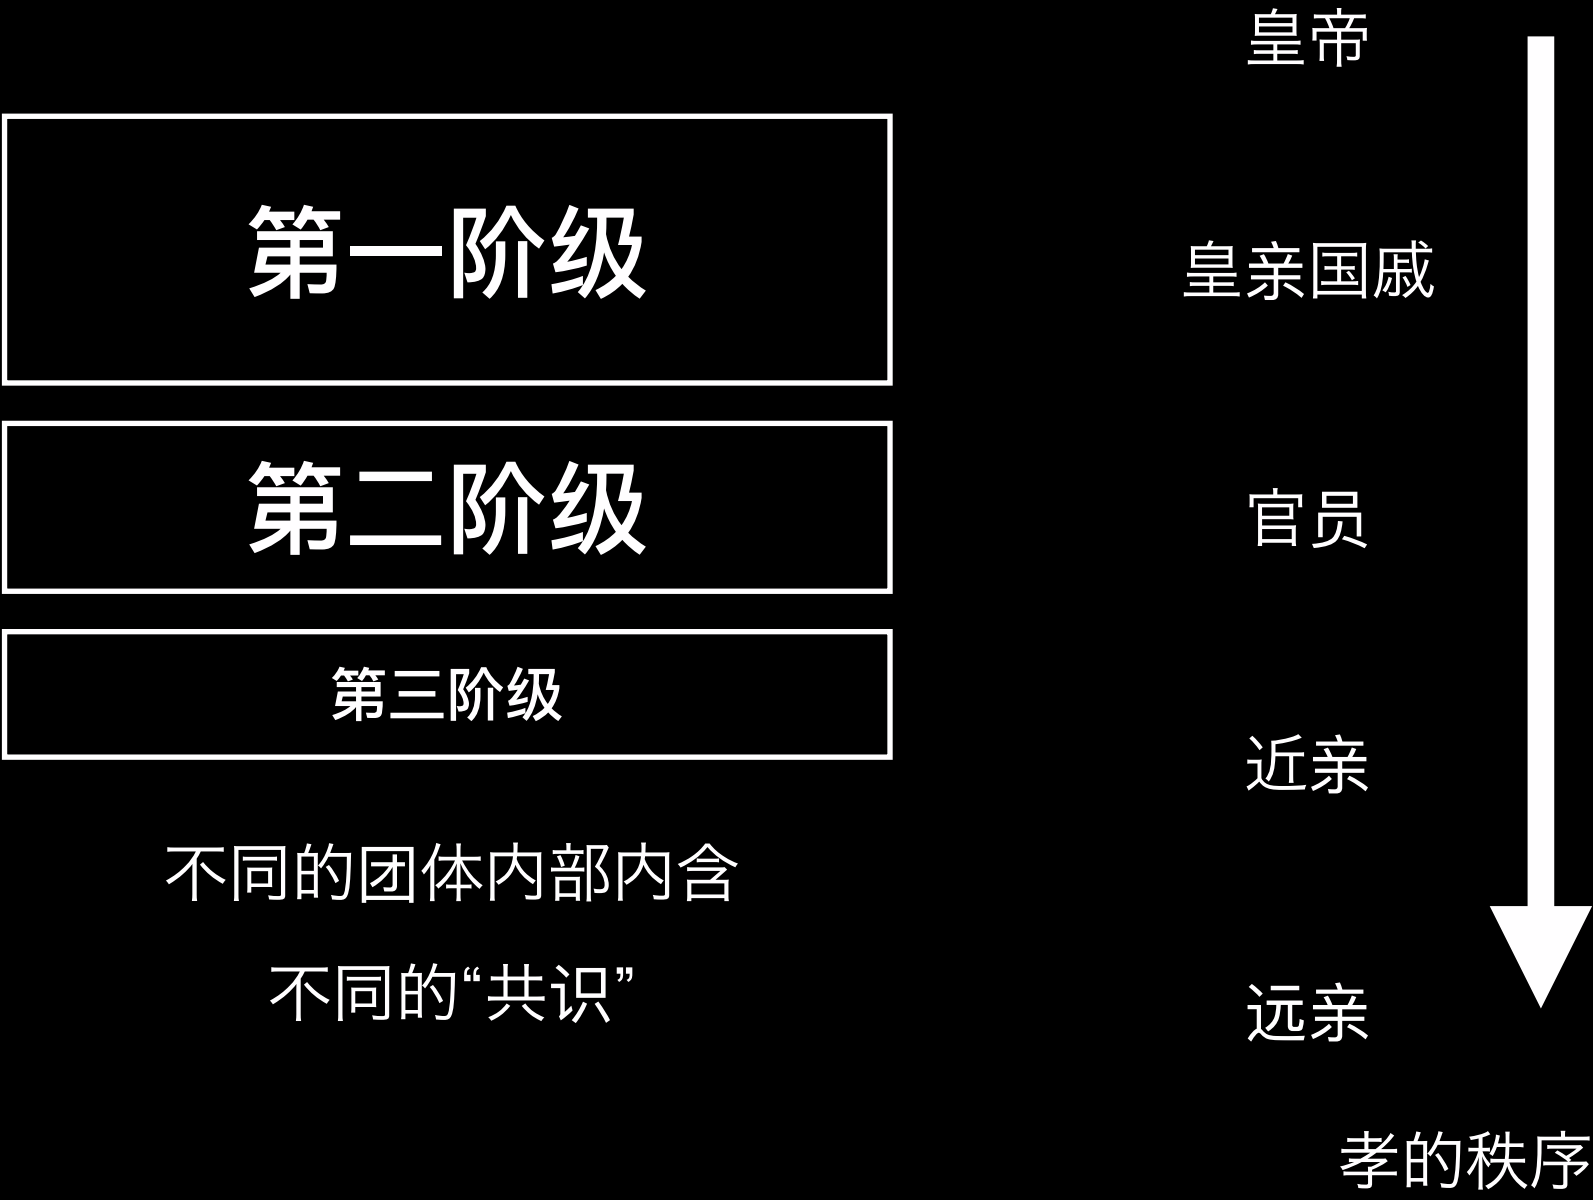 第一阶级
第二阶级
第三阶级
不同的团体内部内含
不同的“共识”
皇帝
皇亲国戚
官员
近亲
远亲
孝的秩序